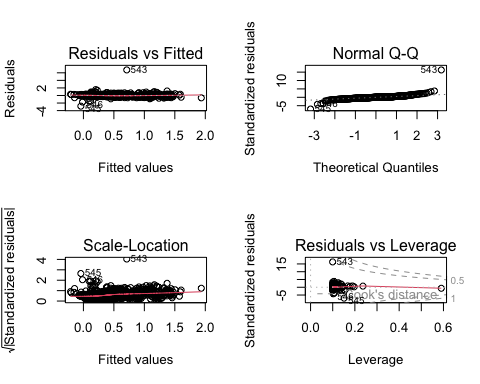 Residuals vs Fitted
Residuals
-4
2
543
545
0.0 0.5 1.0 1.5 2.0
Fitted values
Normal Q-Q
Standardized residuals
-5
10
543
545
-3 -1 1 2 3
Theoretical Quantiles
Scale-Location
√|Standardized residuals|
0 2 4
543
545
0.0 0.5 1.0 1.5 2.0
Fitted values
Residuals vs Leverage
Standardized residuals
-5
15
543
545
Cook's distance
0.5
1
0.0 0.2 0.4 0.6
Leverage